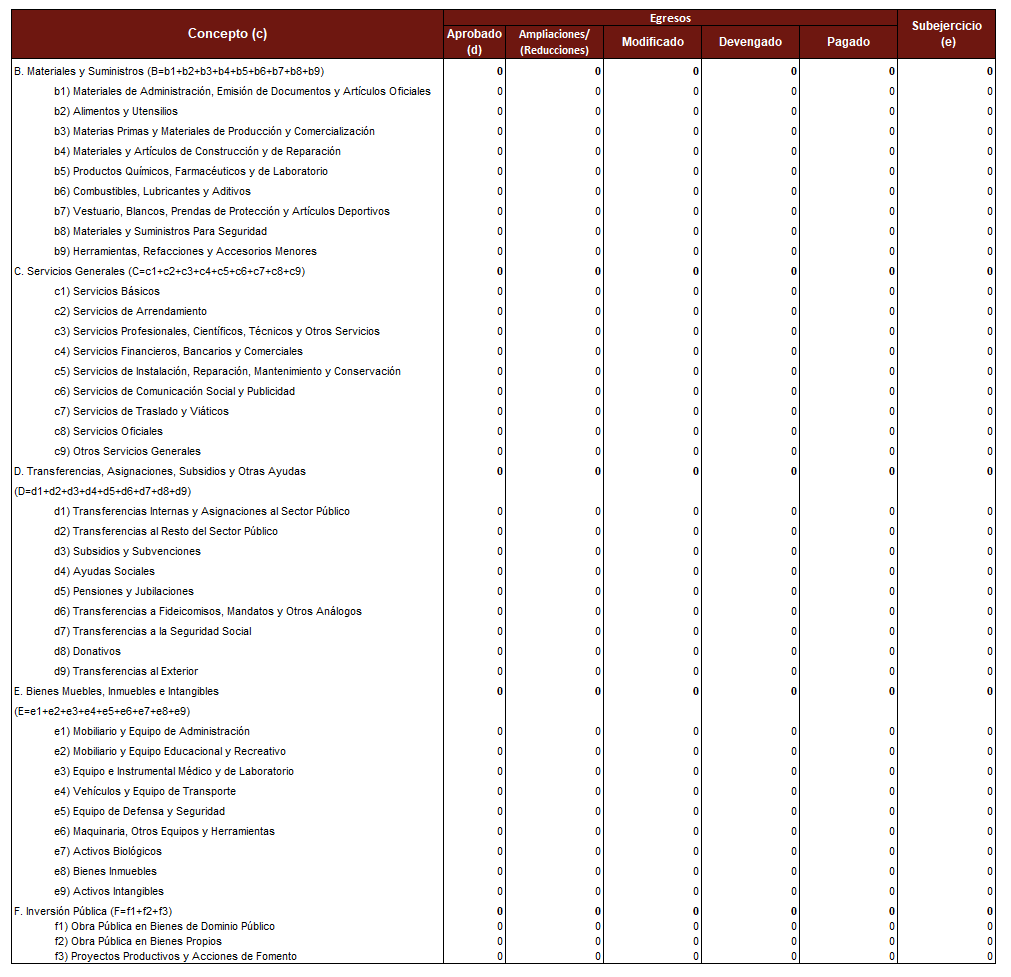 Concepto (c) Egresos Subejercicio (e)
Aprobado (d) Ampliaciones/ (Reducciones) Modificado Devengado Pagado
B. Materiales y Suministros (B=b1+b2+b3+b4+b5+b6+b7+b8+b9) 0 0 0 0 0 0
b1) Materiales de Administración, Emisión de Documentos y Artículos Oficiales 0 0 0 0 0 0
b2) Alimentos y Utensilios 0 0 0 0 0 0
b3) Materias Primas y Materiales de Producción y Comercialización 0 0 0 0 0 0
b4) Materiales y Artículos de Construcción y de Reparación 0 0 0 0 0 0
b5) Productos Químicos, Farmacéuticos y de Laboratorio 0 0 0 0 0 0
b6) Combustibles, Lubricantes y Aditivos 0 0 0 0 0 0
b7) Vestuario, Blancos, Prendas de Protección y Artículos Deportivos 0 0 0 0 0 0
b8) Materiales y Suministros Para Seguridad 0 0 0 0 0 0
b9) Herramientas, Refacciones y Accesorios Menores 0 0 0 0 0 0
C. Servicios Generales (C=c1+c2+c3+c4+c5+c6+c7+c8+c9) 0 0 0 0 0 0
c1) Servicios Básicos 0 0 0 0 0 0
c2) Servicios de Arrendamiento 0 0 0 0 0 0
c3) Servicios Profesionales, Científicos, Técnicos y Otros Servicios 0 0 0 0 0 0
c4) Servicios Financieros, Bancarios y Comerciales 0 0 0 0 0 0
c5) Servicios de Instalación, Reparación, Mantenimiento y Conservación 0 0 0 0 0 0
c6) Servicios de Comunicación Social y Publicidad 0 0 0 0 0 0
c7) Servicios de Traslado y Viáticos 0 0 0 0 0 0
c8) Servicios Oficiales 0 0 0 0 0 0
c9) Otros Servicios Generales 0 0 0 0 0 0
D. Transferencias, Asignaciones, Subsidios y Otras Ayudas 0 0 0 0 0 0
(D=d1+d2+d3+d4+d5+d6+d7+d8+d9)
d1) Transferencias Internas y Asignaciones al Sector Público 0 0 0 0 0 0
d2) Transferencias al Resto del Sector Público 0 0 0 0 0 0
d3) Subsidios y Subvenciones 0 0 0 0 0 0
d4) Ayudas Sociales 0 0 0 0 0 0
d5) Pensiones y Jubilaciones 0 0 0 0 0 0
d6) Transferencias a Fideicomisos, Mandatos y Otros Análogos 0 0 0 0 0 0
d7) Transferencias a la Seguridad Social 0 0 0 0 0 0
d8) Donativos 0 0 0 0 0 0
d9) Transferencias al Exterior 0 0 0 0 0 0
E. Bienes Muebles, Inmuebles e Intangibles 0 0 0 0 0 0
(E=e1+e2+e3+e4+e5+e6+e7+e8+e9)
e1) Mobiliario y Equipo de Administración 0 0 0 0 0 0
e2) Mobiliario y Equipo Educacional y Recreativo 0 0 0 0 0 0
e3) Equipo e Instrumental Médico y de Laboratorio 0 0 0 0 0 0
e4) Vehículos y Equipo de Transporte 0 0 0 0 0 0
e5) Equipo de Defensa y Seguridad 0 0 0 0 0 0
e6) Maquinaria, Otros Equipos y Herramientas 0 0 0 0 0 0
e7) Activos Biológicos 0 0 0 0 0 0
e8) Bienes Inmuebles 0 0 0 0 0 0
e9) Activos Intangibles 0 0 0 0 0 0
F. Inversión Pública (F=f1+f2+f3) 0 0 0 0 0 0
f1) Obra Pública en Bienes de Dominio Público 0 0 0 0 0 0
f2) Obra Pública en Bienes Propios 0 0 0 0 0 0
f3) Proyectos Productivos y Acciones de Fomento 0 0 0 0 0 0